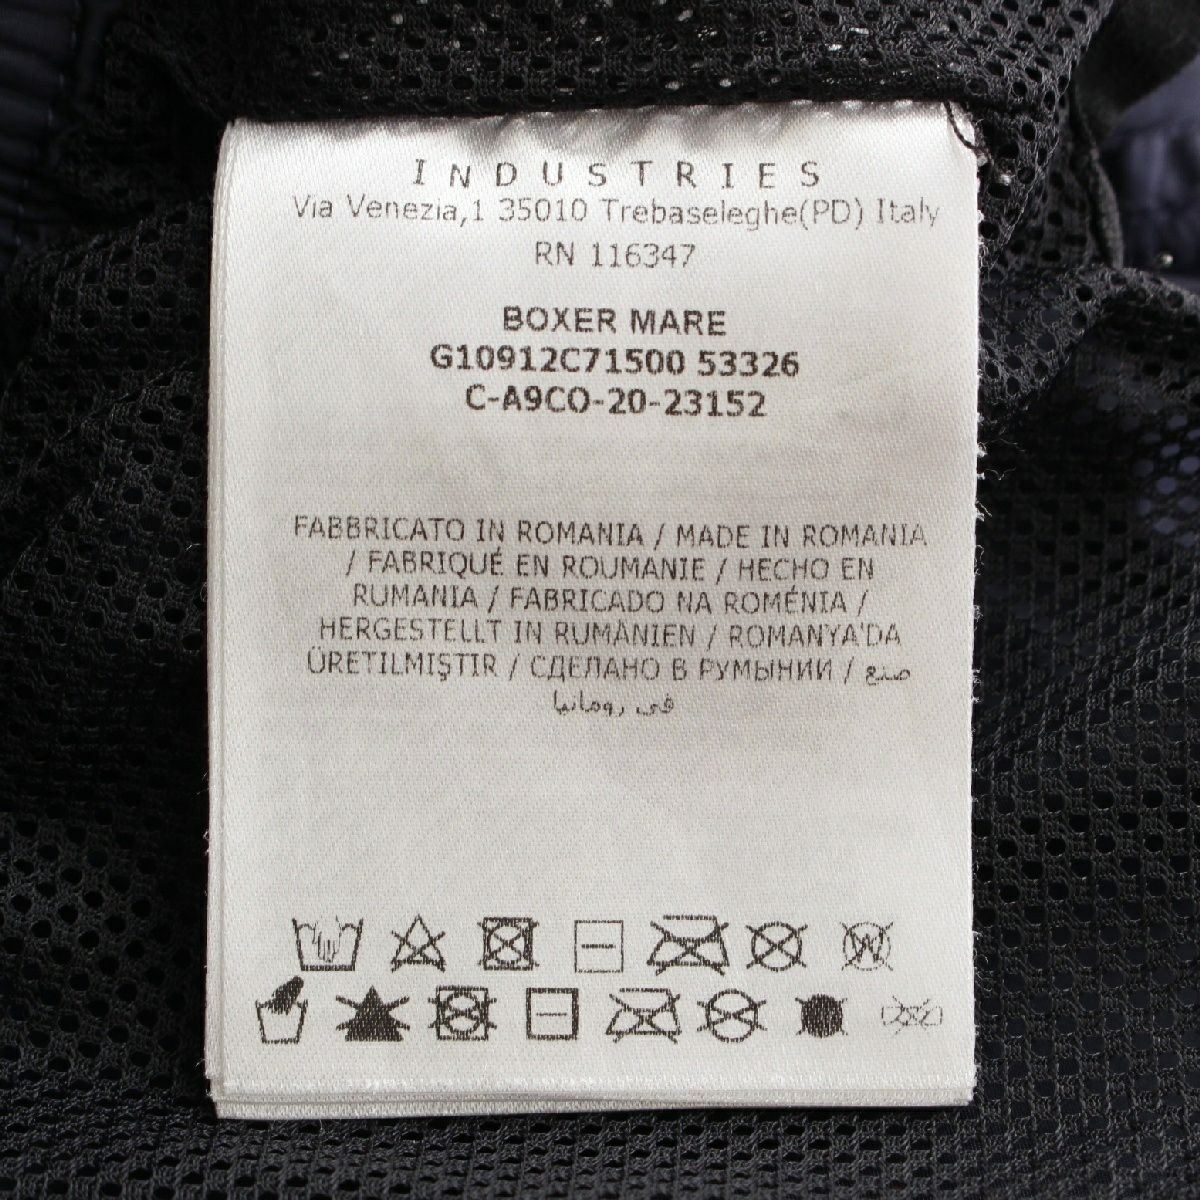 INDUSTRIES
Via Venezia,1 35010 Trebaseleghe(PD) Italy
RN 116347
BOXER MARE
G10912C71500 53326
C-A9CO-20-23152
FABBRICATO IN ROMANIA / MADE IN ROMANIA
/ FABRIQUÉ EN ROUMANIE / HECHO EN
RUMANIA / FABRICADO NA ROMÉNIA /
HERGESTELLT IN RUMÄNIEN / ROMANYA'DA
ÜRETILMIŞTIR / СДЕЛАНО В РУМЫНИИ / صنع
في رومانيا